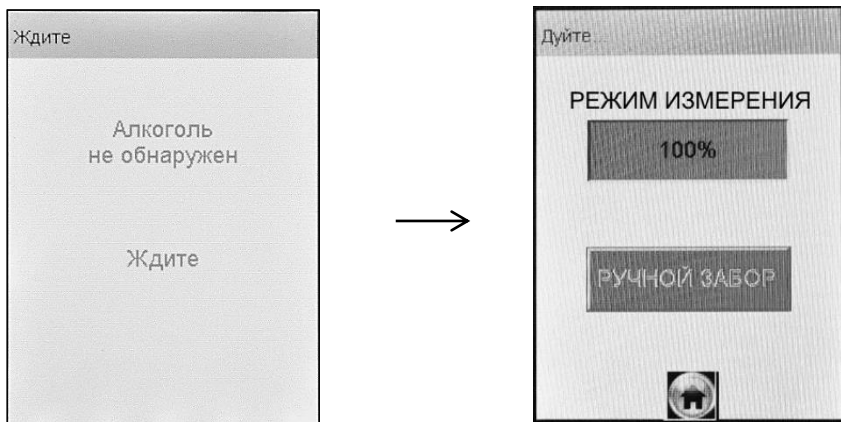 Ждите
Алкоголь
не обнаружен
Ждите
Дуйте...
РЕЖИМ ИЗМЕРЕНИЯ
100%
РУЧНОЙ ЗАБОР